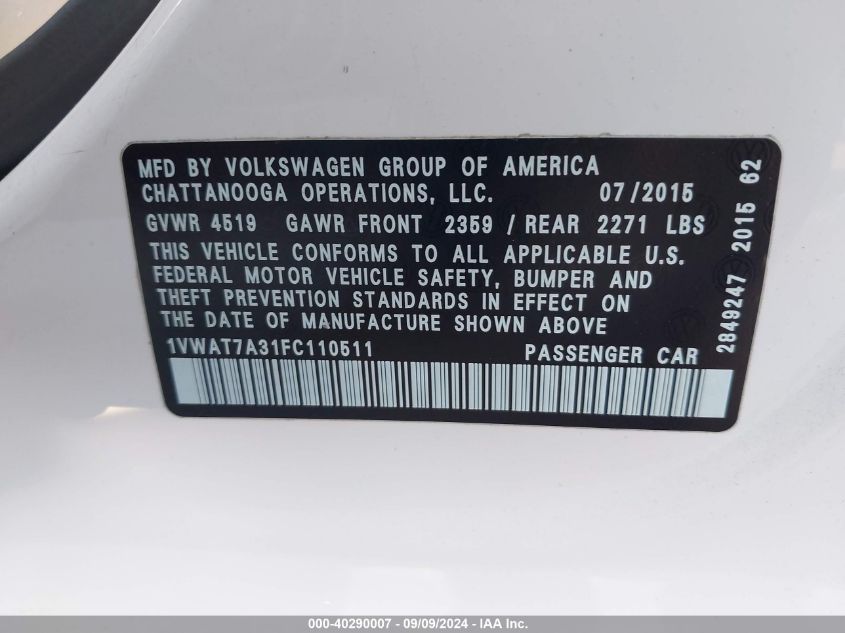 MFD BY VOLKSWAGEN GROUP OF AMERICA
CHATTANOOGA OPERATIONS, LLC. 07/2015
GVWR 4519 GAWR FRONT 2359 / REAR 2271 LBS
THIS VEHICLE CONFORMS TO ALL APPLICABLE U.S.
FEDERAL MOTOR VEHICLE SAFETY, BUMPER AND
THEFT PREVENTION STANDARDS IN EFFECT ON
THE DATE OF MANUFACTURE SHOWN ABOVE
1VWAT7A31FC110511 PASSENGER CAR
2849247 2015 62
000-40290007 - 09/09/2024 - IAA Inc.